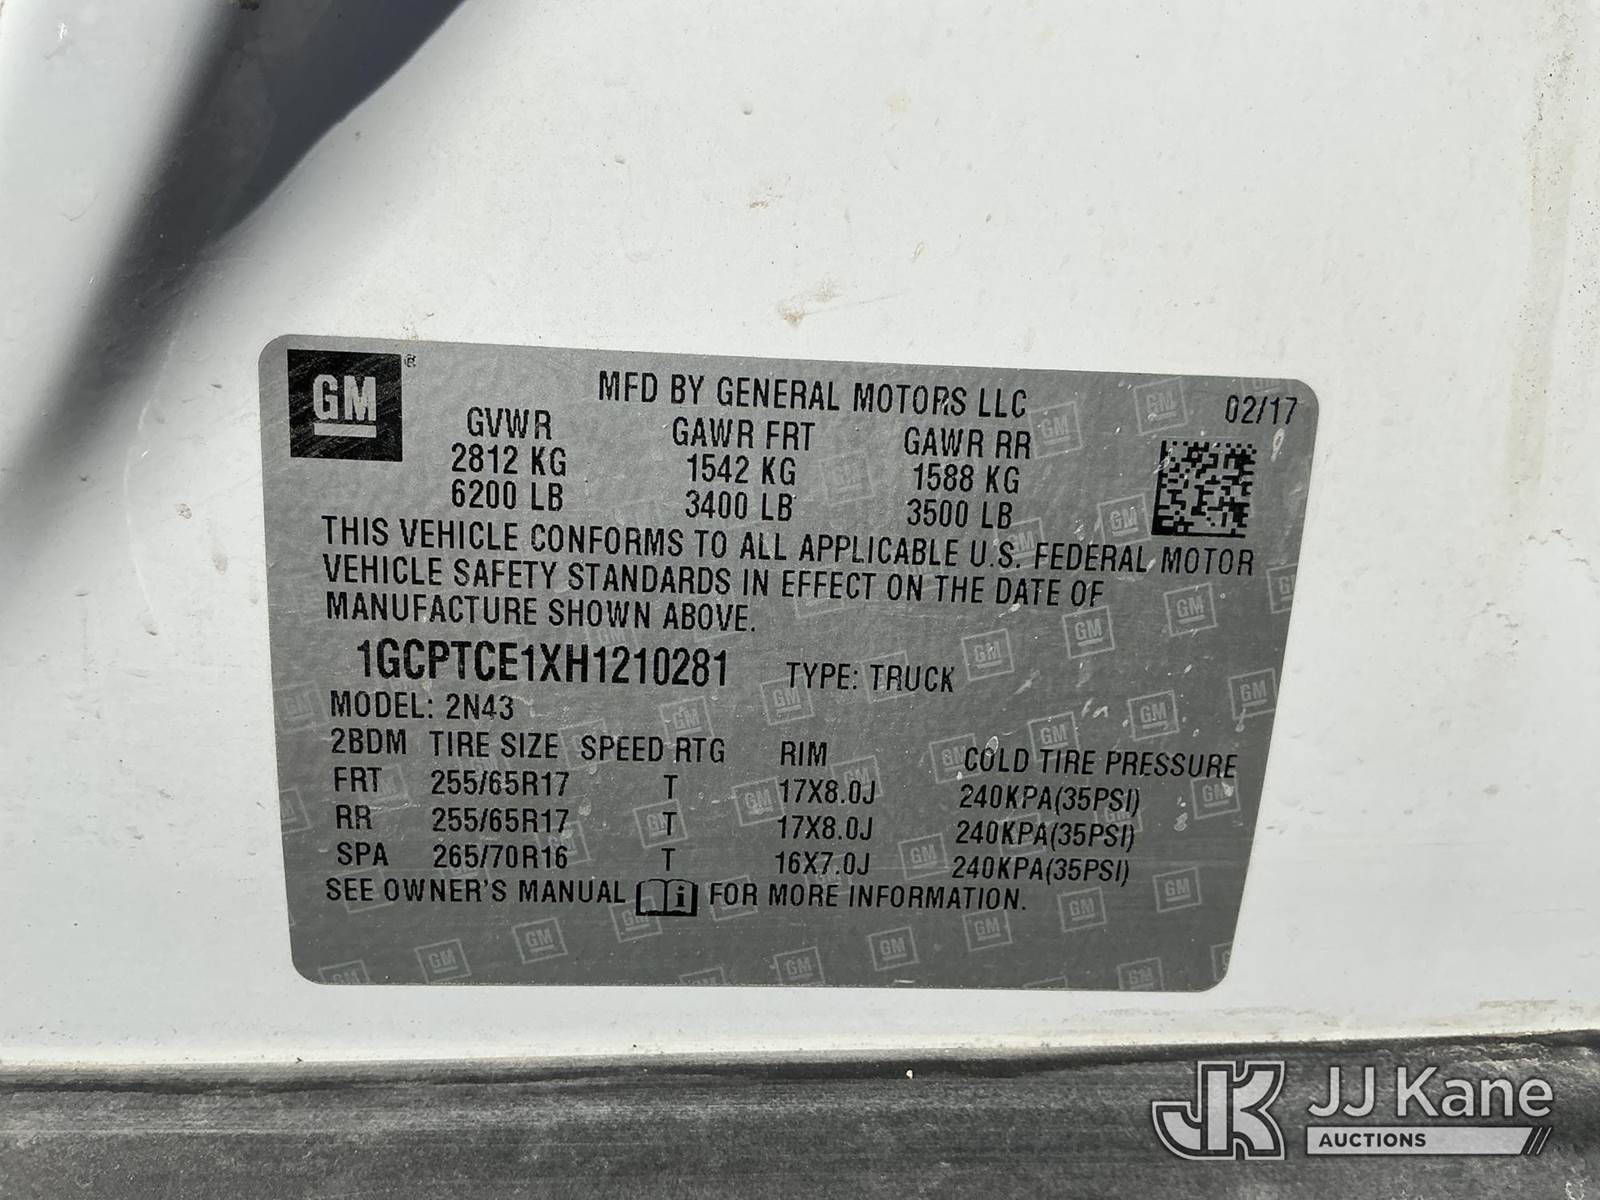 GM ®
MFD BY GENERAL MOTORS LLC 02/17
GVWR GAWR FRT GAWR RR
2812 KG 1542 KG 1588 KG
6200 LB 3400 LB 3500 LB
THIS VEHICLE CONFORMS TO ALL APPLICABLE U.S. FEDERAL MOTOR
VEHICLE SAFETY STANDARDS IN EFFECT ON THE DATE OF
MANUFACTURE SHOWN ABOVE.
1GCPTCE1XH1210281 TYPE: TRUCK
MODEL: 2N43
2BDM TIRE SIZE SPEED RTG RIM COLD TIRE PRESSURE
FRT 255/65R17 T 17X8.0J 240KPA(35PSI)
RR 255/65R17 T 17X8.0J 240KPA(35PSI)
SPA 265/70R16 T 16X7.0J 240KPA(35PSI)
SEE OWNER'S MANUAL i FOR MORE INFORMATION.
JK JJ Kane
AUCTIONS